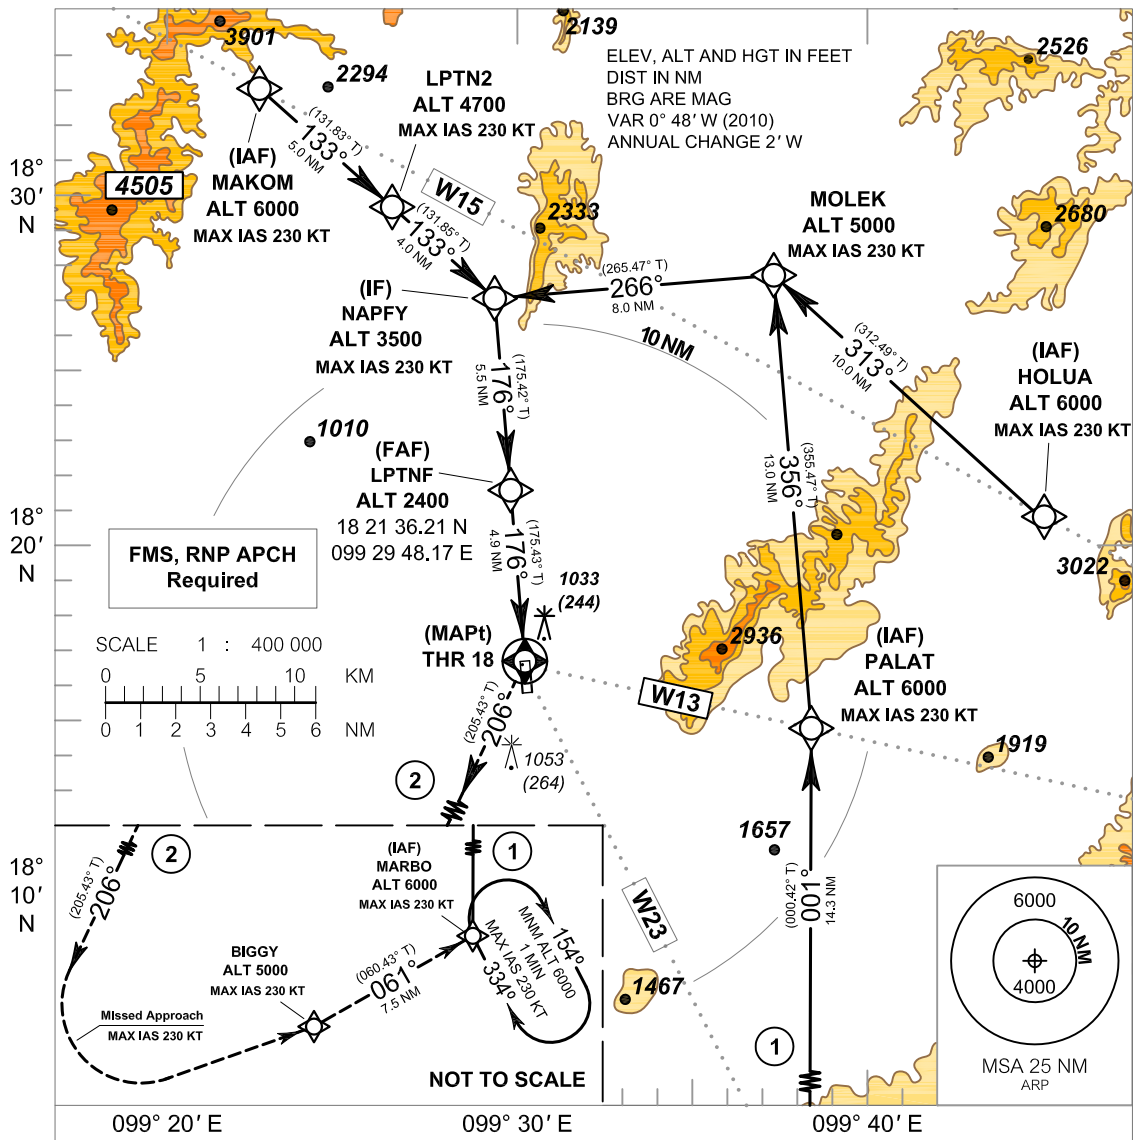 3901
2139
ELEV, ALT AND HGT IN FEET
DIST IN NM
BRG ARE MAG
VAR 0° 48' W (2010)
ANNUAL CHANGE 2' W
2526
2294
LPTN2
ALT 4700
MAX IAS 230 KT
(131.83° T)
133°
5.0 NM
(IAF)
MAKOM
ALT 6000
MAX IAS 230 KT
18°
30'
N
4505
W15
2333
(131.85° T)
133°
4.0 NM
MOLEK
ALT 5000
MAX IAS 230 KT
2680
(265.47° T)
266°
8.0 NM
(IF)
NAPFY
ALT 3500
MAX IAS 230 KT
10 NM
(312.49° T)
313°
10.0 NM
(IAF)
HOLUA
ALT 6000
MAX IAS 230 KT
(175.42° T)
176°
5.5 NM
1010
(FAF)
LPTNF
ALT 2400
18 21 36.21 N
099 29 48.17 E
(355.47° T)
356°
13.0 NM
18°
20'
N
(175.43° T)
176°
4.9 NM
FMS, RNP APCH
Required
3022
1033
(244)
SCALE 1 : 400 000
0 5 10 KM
0 1 2 3 4 5 6 NM
(MAPt)
THR 18
2936
(IAF)
PALAT
ALT 6000
MAX IAS 230 KT
W13
(205.43° T)
206°
1053
(264)
1919
2
1657
18°
10'
N
2
(205.43° T)
206°
(IAF)
MARBO
ALT 6000
MAX IAS 230 KT
1
BIGGY
ALT 5000
MAX IAS 230 KT
(060.43° T)
061°
7.5 NM
154°
MNM ALT 6000
1 MIN
MAX IAS 230 KT
334°
Missed Approach
MAX IAS 230 KT
NOT TO SCALE
W23
1467
(000.42° T)
001°
14.3 NM
1
6000
10 NM
4000
MSA 25 NM
ARP
099° 20' E
099° 30' E
099° 40' E